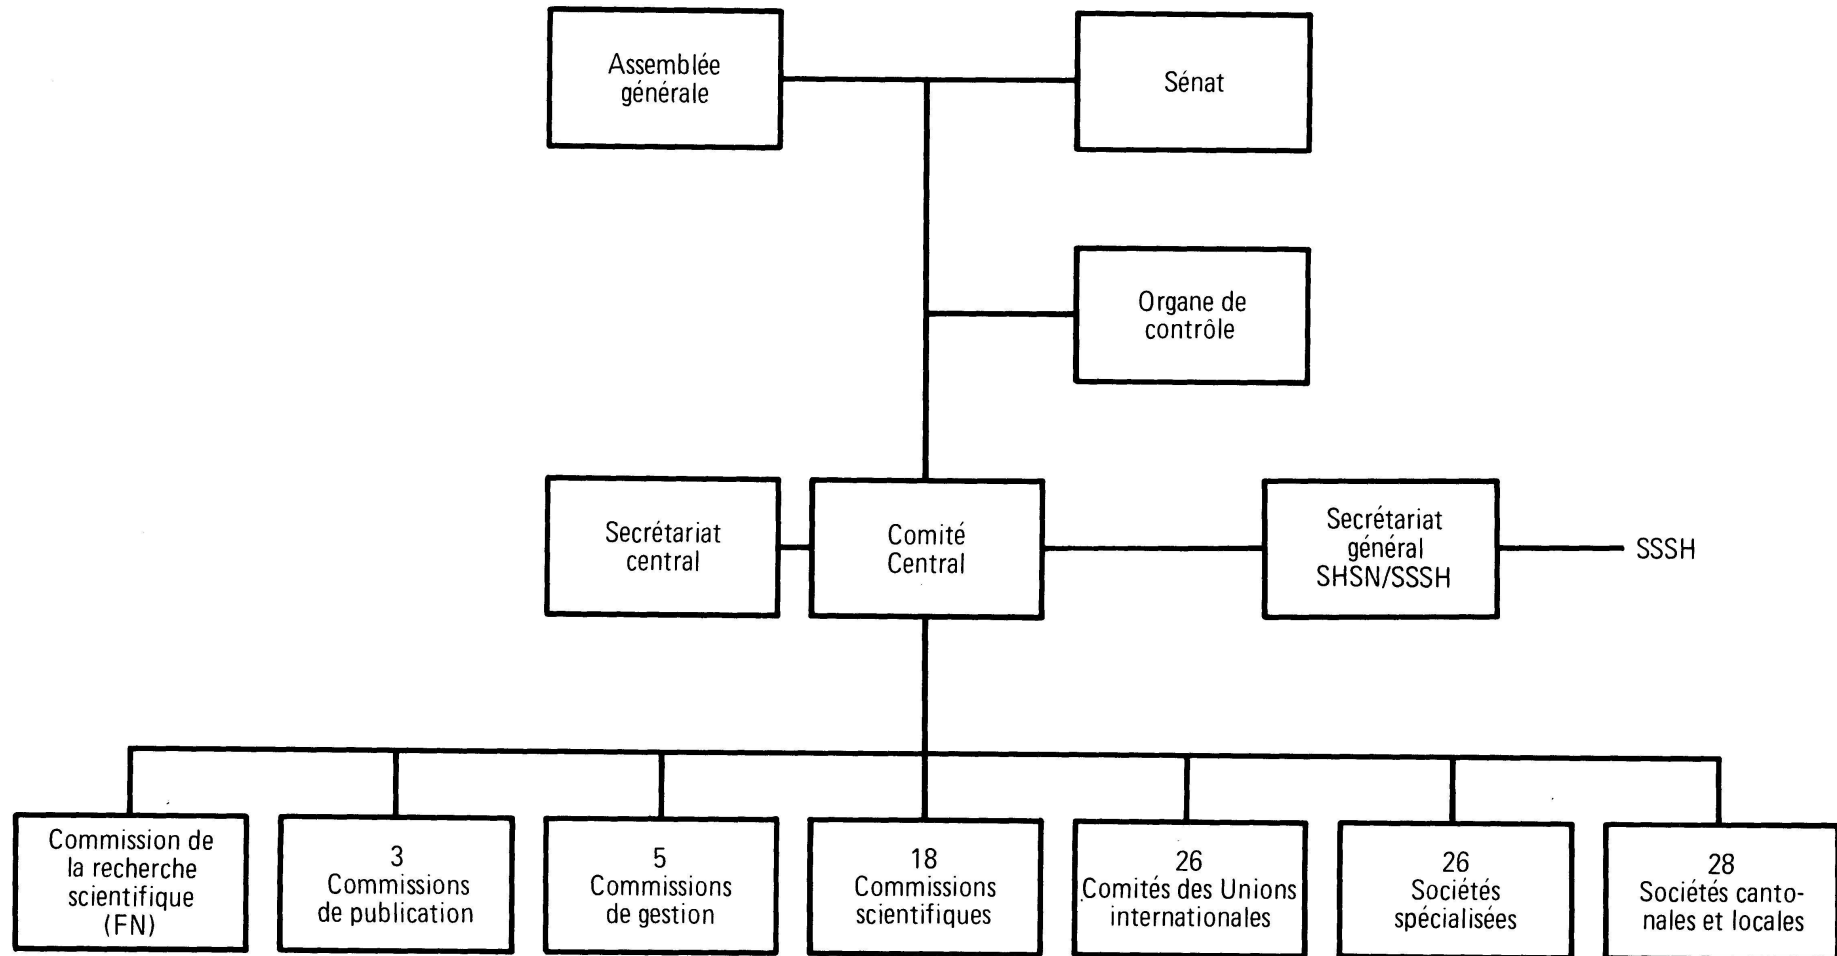 Assemblée
générale
Sénat
Organe de
contrôle
Secrétariat
central
Comité
Central
Secrétariat
général
SHSN/SSSH
SSSH
Commission de
la recherche
scientifique
(FN)
3
Commissions
de publication
5
Commissions
de gestion
18
Commissions
scientifiques
26
Comités des Unions
internationales
26
Sociétés
spécialisées
28
Sociétés canto-
nales et locales